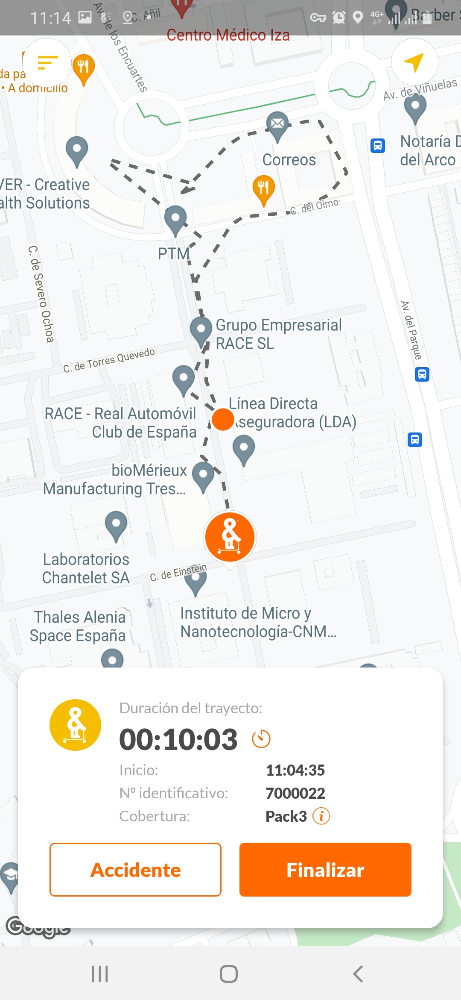 11:14
4G+
C. Añil
Barber
Centro Médico Iza
Av. de los Encuartes
da pa
• A domicilio
Av. de Viñuelas
Correos
Notaría D
del Arco
VER - Creative
alth Solutions
C. del Olmo
PTM
C. de Severo Ochoa
Av. del Parque
Grupo Empresarial
RACE SL
C. de Torres Quevedo
Línea Directa
Aseguradora (LDA)
RACE - Real Automóvil
Club de España
bioMérieux
Manufacturing Tres...
Laboratorios
Chantelet SA
C. de Einstein
Instituto de Micro y
Nanotecnología-CNM...
Thales Alenia
Space España
Duración del trayecto:
00:10:03
Inicio: 11:04:35
Nº identificativo: 7000022
Cobertura: Pack3 i
Accidente
Finalizar
Google